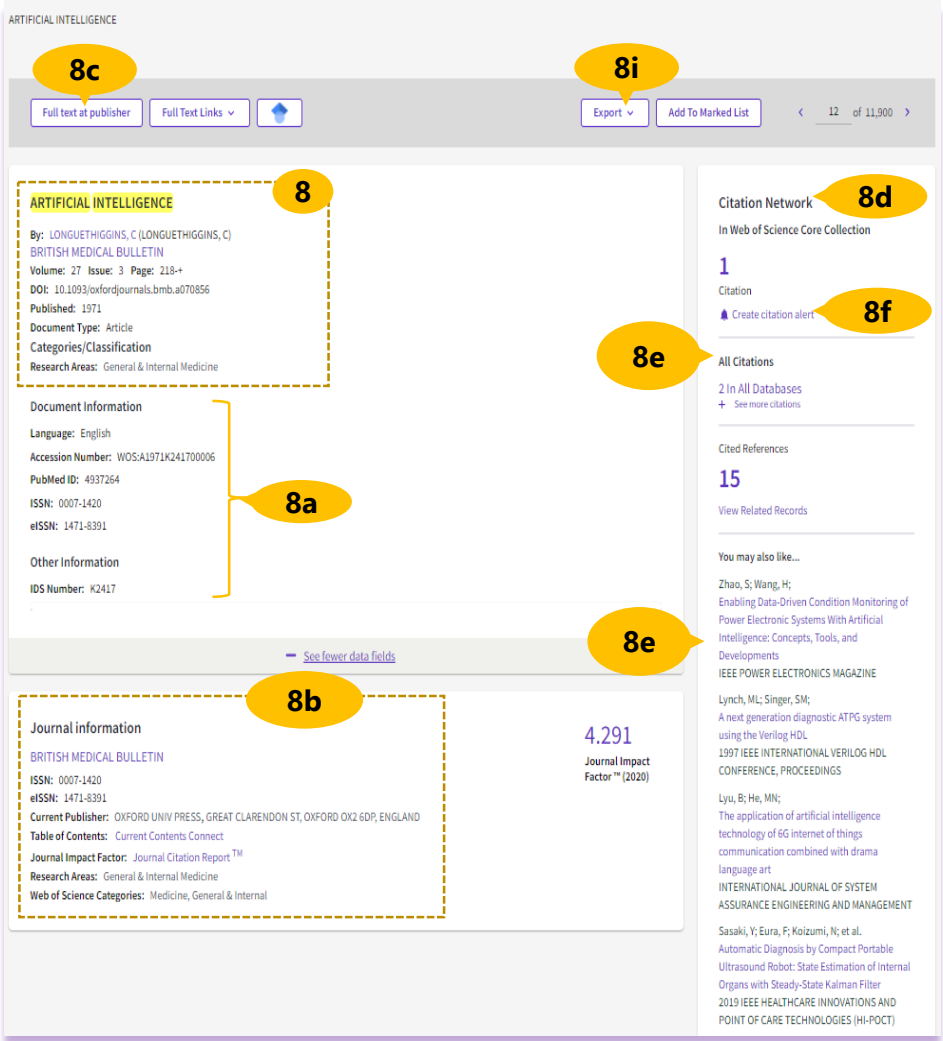 ARTIFICIAL INTELLIGENCE
8c
8i
Full text at publisher
Full Text Links
Export
Add To Marked List
12 of 11,900
8
ARTIFICIAL INTELLIGENCE
By: LONGUETHIGGINS, C (LONGUETHIGGINS, C)
BRITISH MEDICAL BULLETIN
Volume: 27 Issue: 3 Page: 218-+
DOI: 10.1093/oxfordjournals.bmb.a070856
Published: 1971
Document Type: Article
Categories/Classification
Research Areas: General & Internal Medicine
Document Information
Language: English
Accession Number: WOS:A1971K241700006
PubMed ID: 4937264
ISSN: 0007-1420
eISSN: 1471-8391
8a
Other Information
IDS Number: K2417
— See fewer data fields
8b
Journal information
BRITISH MEDICAL BULLETIN
ISSN: 0007-1420
eISSN: 1471-8391
Current Publisher: OXFORD UNIV PRESS, GREAT CLARENDON ST, OXFORD OX2 6DP, ENGLAND
Table of Contents: Current Contents Connect
Journal Impact Factor: Journal Citation Report ™
Research Areas: General & Internal Medicine
Web of Science Categories: Medicine, General & Internal
4.291
Journal Impact
Factor ™ (2020)
Citation Network
8d
In Web of Science Core Collection
1
Citation
Create citation alert
8f
8e
All Citations
2 In All Databases
+ See more citations
Cited References
15
View Related Records
You may also like...
Zhao, S; Wang, H;
Enabling Data-Driven Condition Monitoring of
Power Electronic Systems With Artificial
Intelligence: Concepts, Tools, and
Developments
8e
IEEE POWER ELECTRONICS MAGAZINE
Lynch, ML; Singer, SM;
A next generation diagnostic ATPG system
using the Verilog HDL
1997 IEEE INTERNATIONAL VERILOG HDL
CONFERENCE, PROCEEDINGS
Lyu, B; He, MN;
The application of artificial intelligence
technology of 6G internet of things
communication combined with drama
language art
INTERNATIONAL JOURNAL OF SYSTEM
ASSURANCE ENGINEERING AND MANAGEMENT
Sasaki, Y; Eura, F; Koizumi, N; et al.
Automatic Diagnosis by Compact Portable
Ultrasound Robot: State Estimation of Internal
Organs with Steady-State Kalman Filter
2019 IEEE HEALTHCARE INNOVATIONS AND
POINT OF CARE TECHNOLOGIES (HI-POCT)